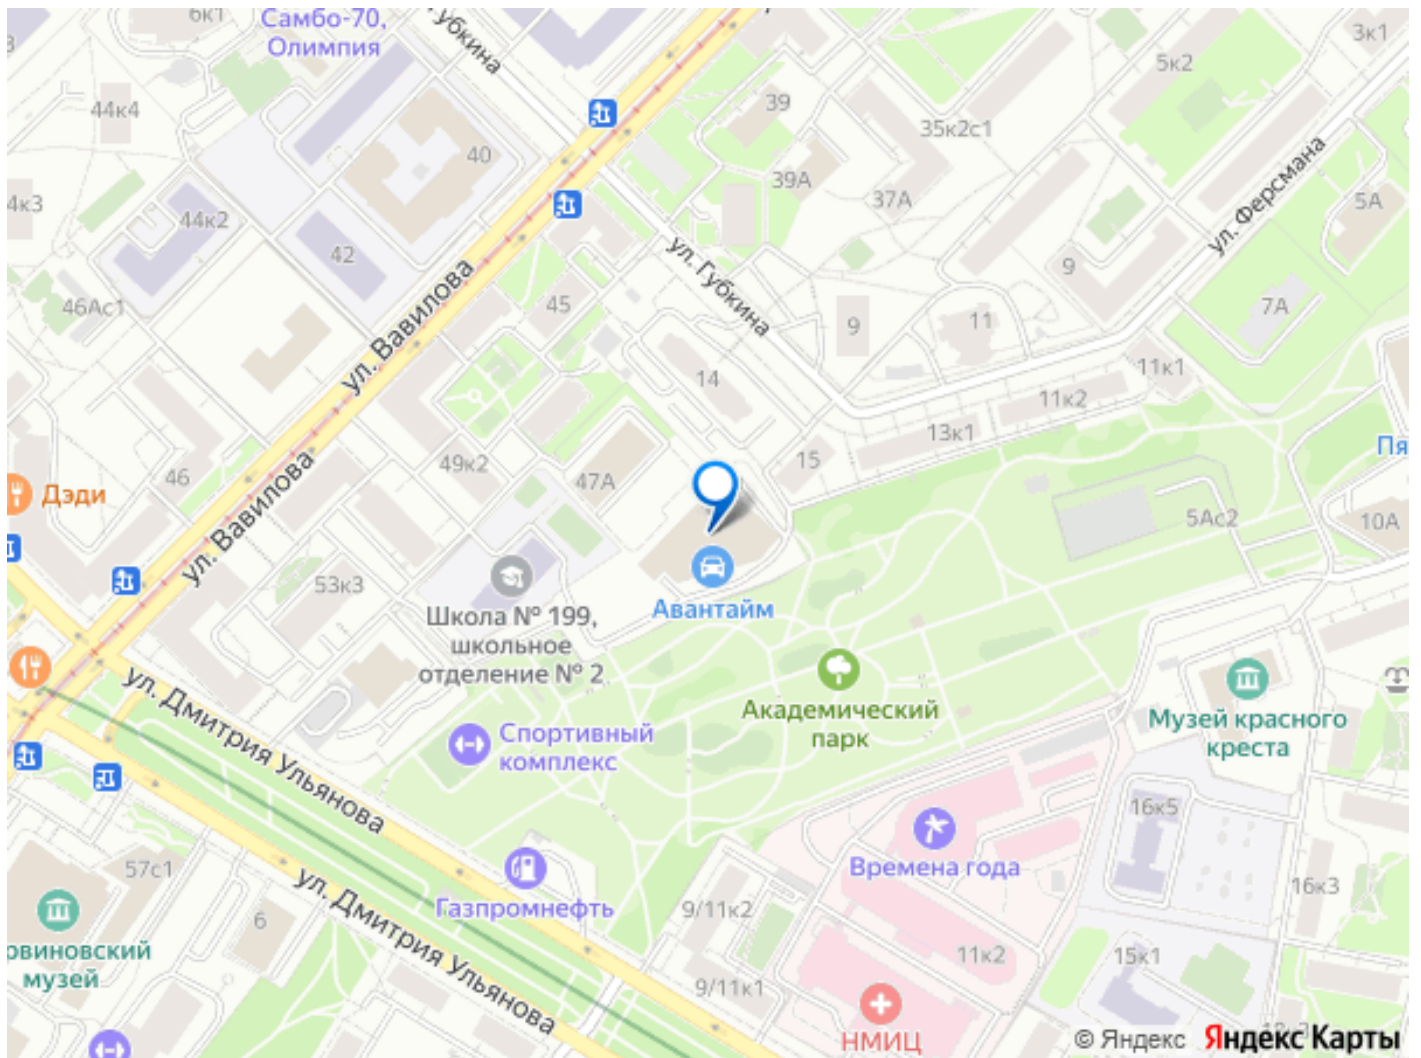 6к1
Самбо-70,
Олимпия
Губкина
3к1
5к2
44к4
39
35к2с1
40
39А
37А
5А
4к3
44к2
42
ул. Вавилова
ул. Губкина
ул. Ферсмана
9
46Ас1
45
9
11
7А
14
11к1
11к2
13к1
15
49к2
46
47А
Дэди
ул. Вавилова
Пя
5Ас2
10А
53к3
Школа № 199,
школьное
отделение № 2
Авантайм
Академический
парк
Музей красного
креста
ул. Дмитрия Ульянова
Спортивный
комплекс
16к5
Времена года
57с1
16к3
Газпромнефть
9/11к2
6
ул. Дмитрия Ульянова
рвиновский
музей
11к2
15к1
9/11к1
НМИЦ
© Яндекс Яндекс Карты